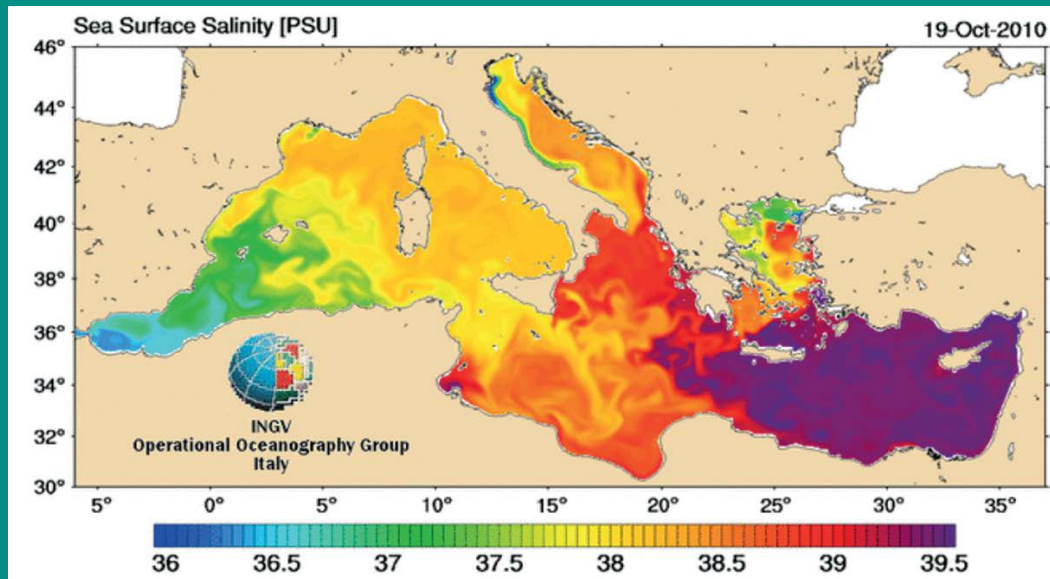 Sea Surface Salinity [PSU] 19-Oct-2010
46°
44°
42°
40°
38°
36°
34°
32°
30°
INGV
Operational Oceanography Group
Italy
5° 0° 5° 10° 15° 20° 25° 30° 35°
36 36.5 37 37.5 38 38.5 39 39.5